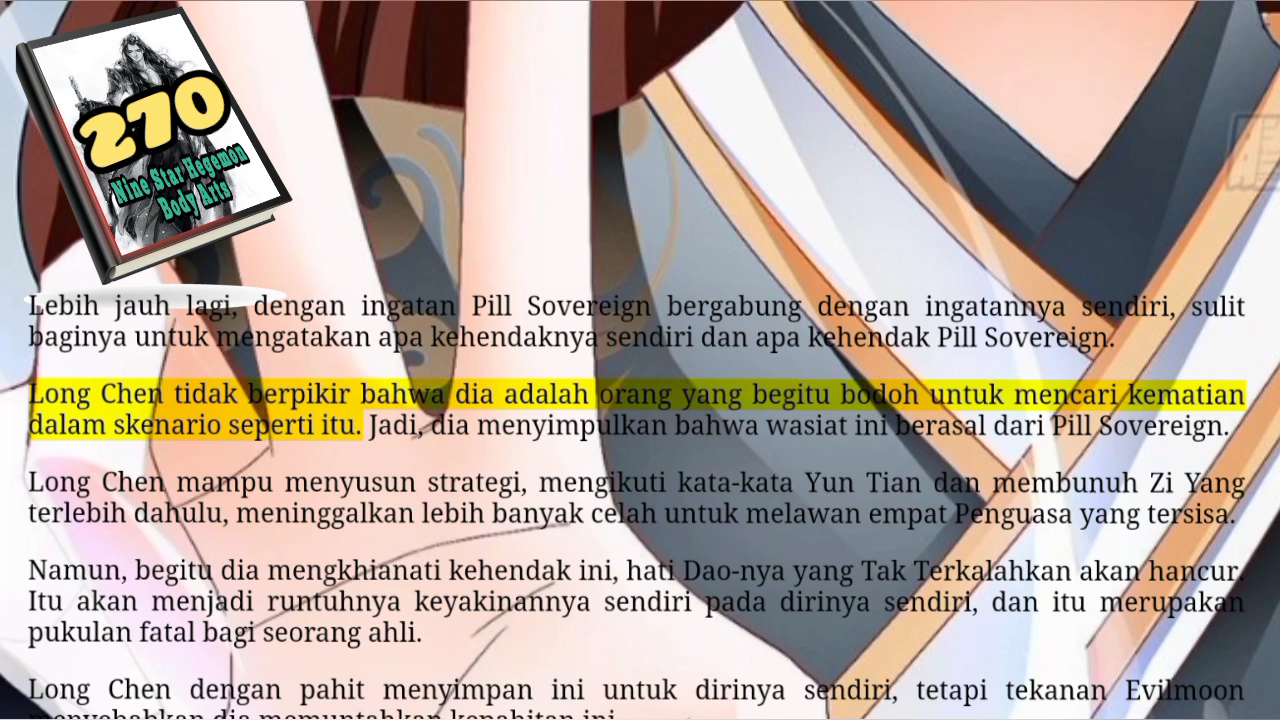 270
Nine Star Hegemon
Body Arts
Lebih jauh lagi, dengan ingatan Pill Sovereign bergabung dengan ingatannya sendiri, sulit
baginya untuk mengatakan apa kehendaknya sendiri dan apa kehendak Pill Sovereign.
Long Chen tidak berpikir bahwa dia adalah orang yang begitu bodoh untuk mencari kematian
dalam skenario seperti itu. Jadi, dia menyimpulkan bahwa wasiat ini berasal dari Pill Sovereign.
Long Chen mampu menyusun strategi, mengikuti kata-kata Yun Tian dan membunuh Zi Yang
terlebih dahulu, meninggalkan lebih banyak celah untuk melawan empat Penguasa yang tersisa.
Namun, begitu dia mengkhianati kehendak ini, hati Dao-nya yang Tak Terkalahkan akan hancur.
Itu akan menjadi runtuhnya keyakinannya sendiri pada dirinya sendiri, dan itu merupakan
pukulan fatal bagi seorang ahli.
Long Chen dengan pahit menyimpan ini untuk dirinya sendiri, tetapi tekanan Evilmoon
menyebabkan dia memuntahkan kepahitan ini.